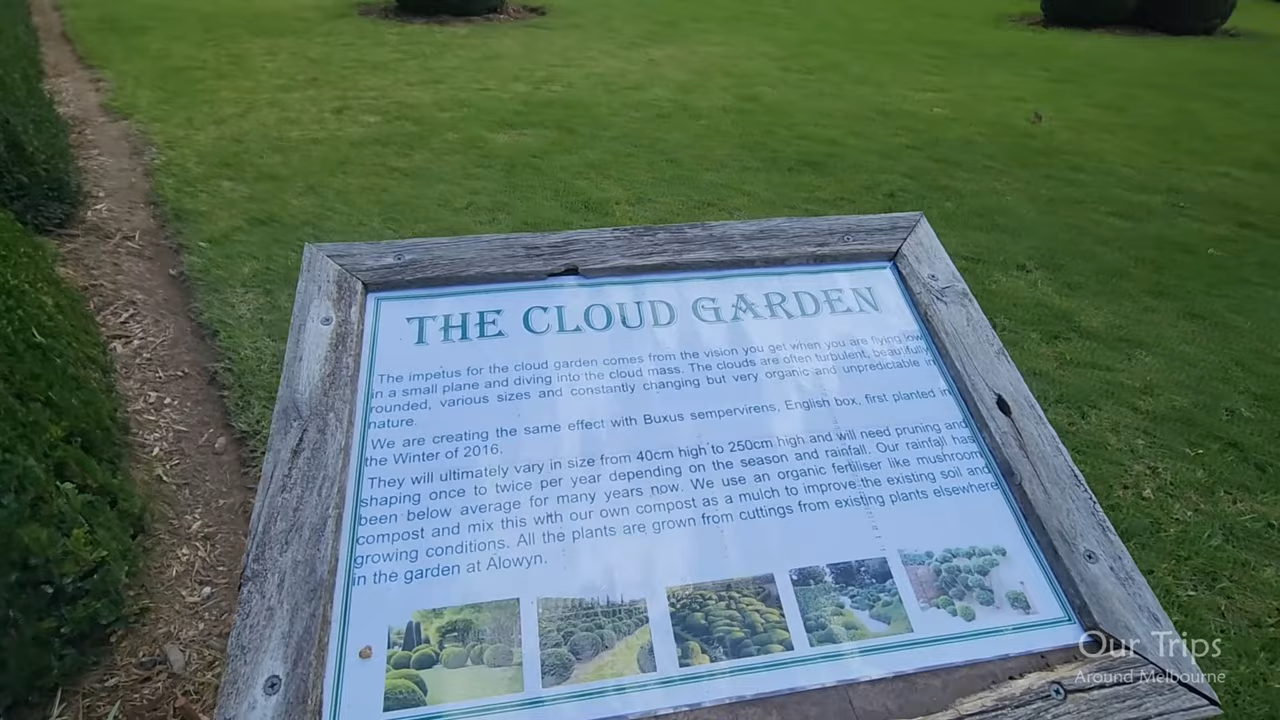 THE CLOUD GARDEN
The impetus for the cloud garden comes from the vision you get when you are flying low
in a small plane and diving into the cloud mass. The clouds are often turbulent, beautifully
rounded, various sizes and constantly changing but very organic and unpredictable in
nature.
We are creating the same effect with Buxus sempervirens, English box, first planted in
the Winter of 2016.
They will ultimately vary in size from 40cm high to 250cm high and will need pruning and
shaping once to twice per year depending on the season and rainfall. Our rainfall has
been below average for many years now. We use an organic fertiliser like mushroom
compost and mix this with our own compost as a mulch to improve the existing soil and
growing conditions. All the plants are grown from cuttings from existing plants elsewhere
in the garden at Alowyn.
Our Trips
Around Melbourne